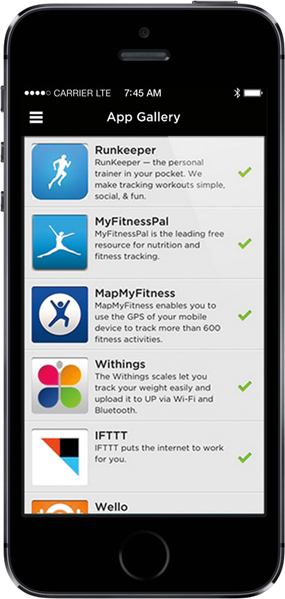 CARRIER LTE 7:45 AM
App Gallery
Runkeeper
RunKeeper — the personal
trainer in your pocket. We
make tracking workouts simple,
social, & fun.
MyFitnessPal
MyFitnessPal is the leading free
resource for nutrition and
fitness tracking.
MapMyFitness
MapMyFitness enables you to
use the GPS of your mobile
device to track more than 600
fitness activities.
Withings
The Withings scales let you
track your weight easily and
upload it to UP via Wi-Fi and
Bluetooth.
IFTTT
IFTTT puts the internet to work
for you.
Wello